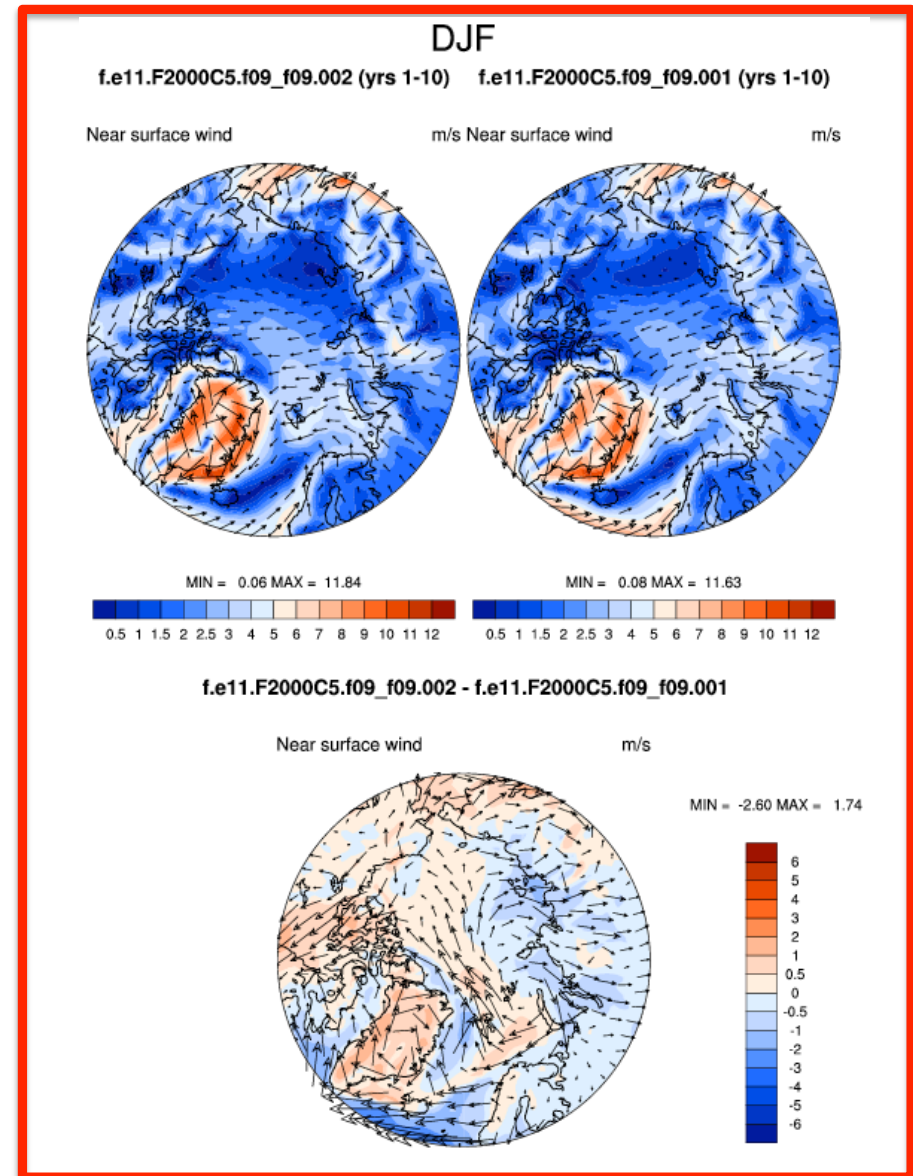 DJF
f.e11.F2000C5.f09_f09.002 (yrs 1-10) f.e11.F2000C5.f09_f09.001 (yrs 1-10)
Near surface wind m/s Near surface wind m/s
MIN = 0.06 MAX = 11.84 MIN = 0.08 MAX = 11.63
0.5 1 1.5 2 2.5 3 4 5 6 7 8 9 10 11 12 0.5 1 1.5 2 2.5 3 4 5 6 7 8 9 10 11 12
f.e11.F2000C5.f09_f09.002 - f.e11.F2000C5.f09_f09.001
Near surface wind m/s
MIN = -2.60 MAX = 1.74
6
5
4
3
2
1
0.5
0
-0.5
-1
-2
-3
-4
-5
-6